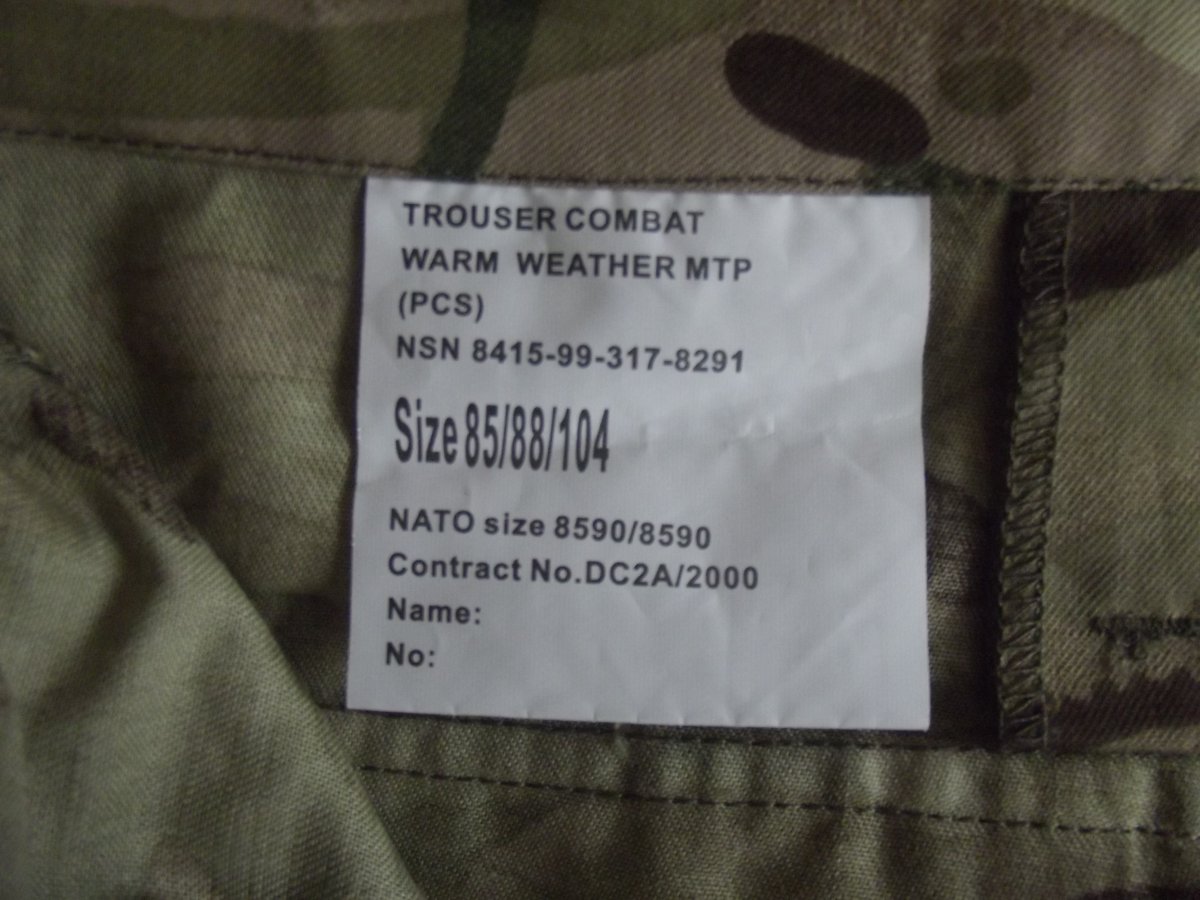 TROUSER COMBAT
WARM WEATHER MTP
(PCS)
NSN 8415-99-317-8291
Size 85/88/104
NATO size 8590/8590
Contract No.DC2A/2000
Name:
No: